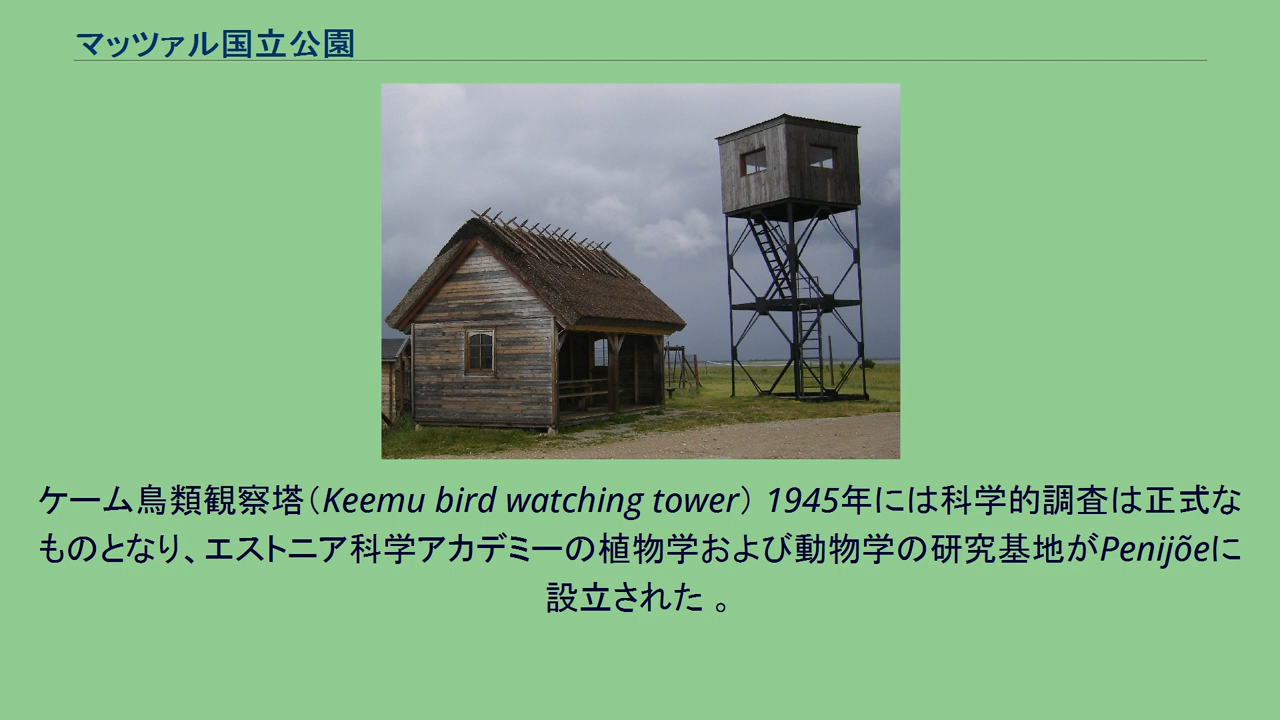 マッツァル国立公園
ケーム鳥類観察塔（Keemu bird watching tower） 1945年には科学的調査は正式な
ものとなり、エストニア科学アカデミーの植物学および動物学の研究基地がPenijõeに
設立された 。